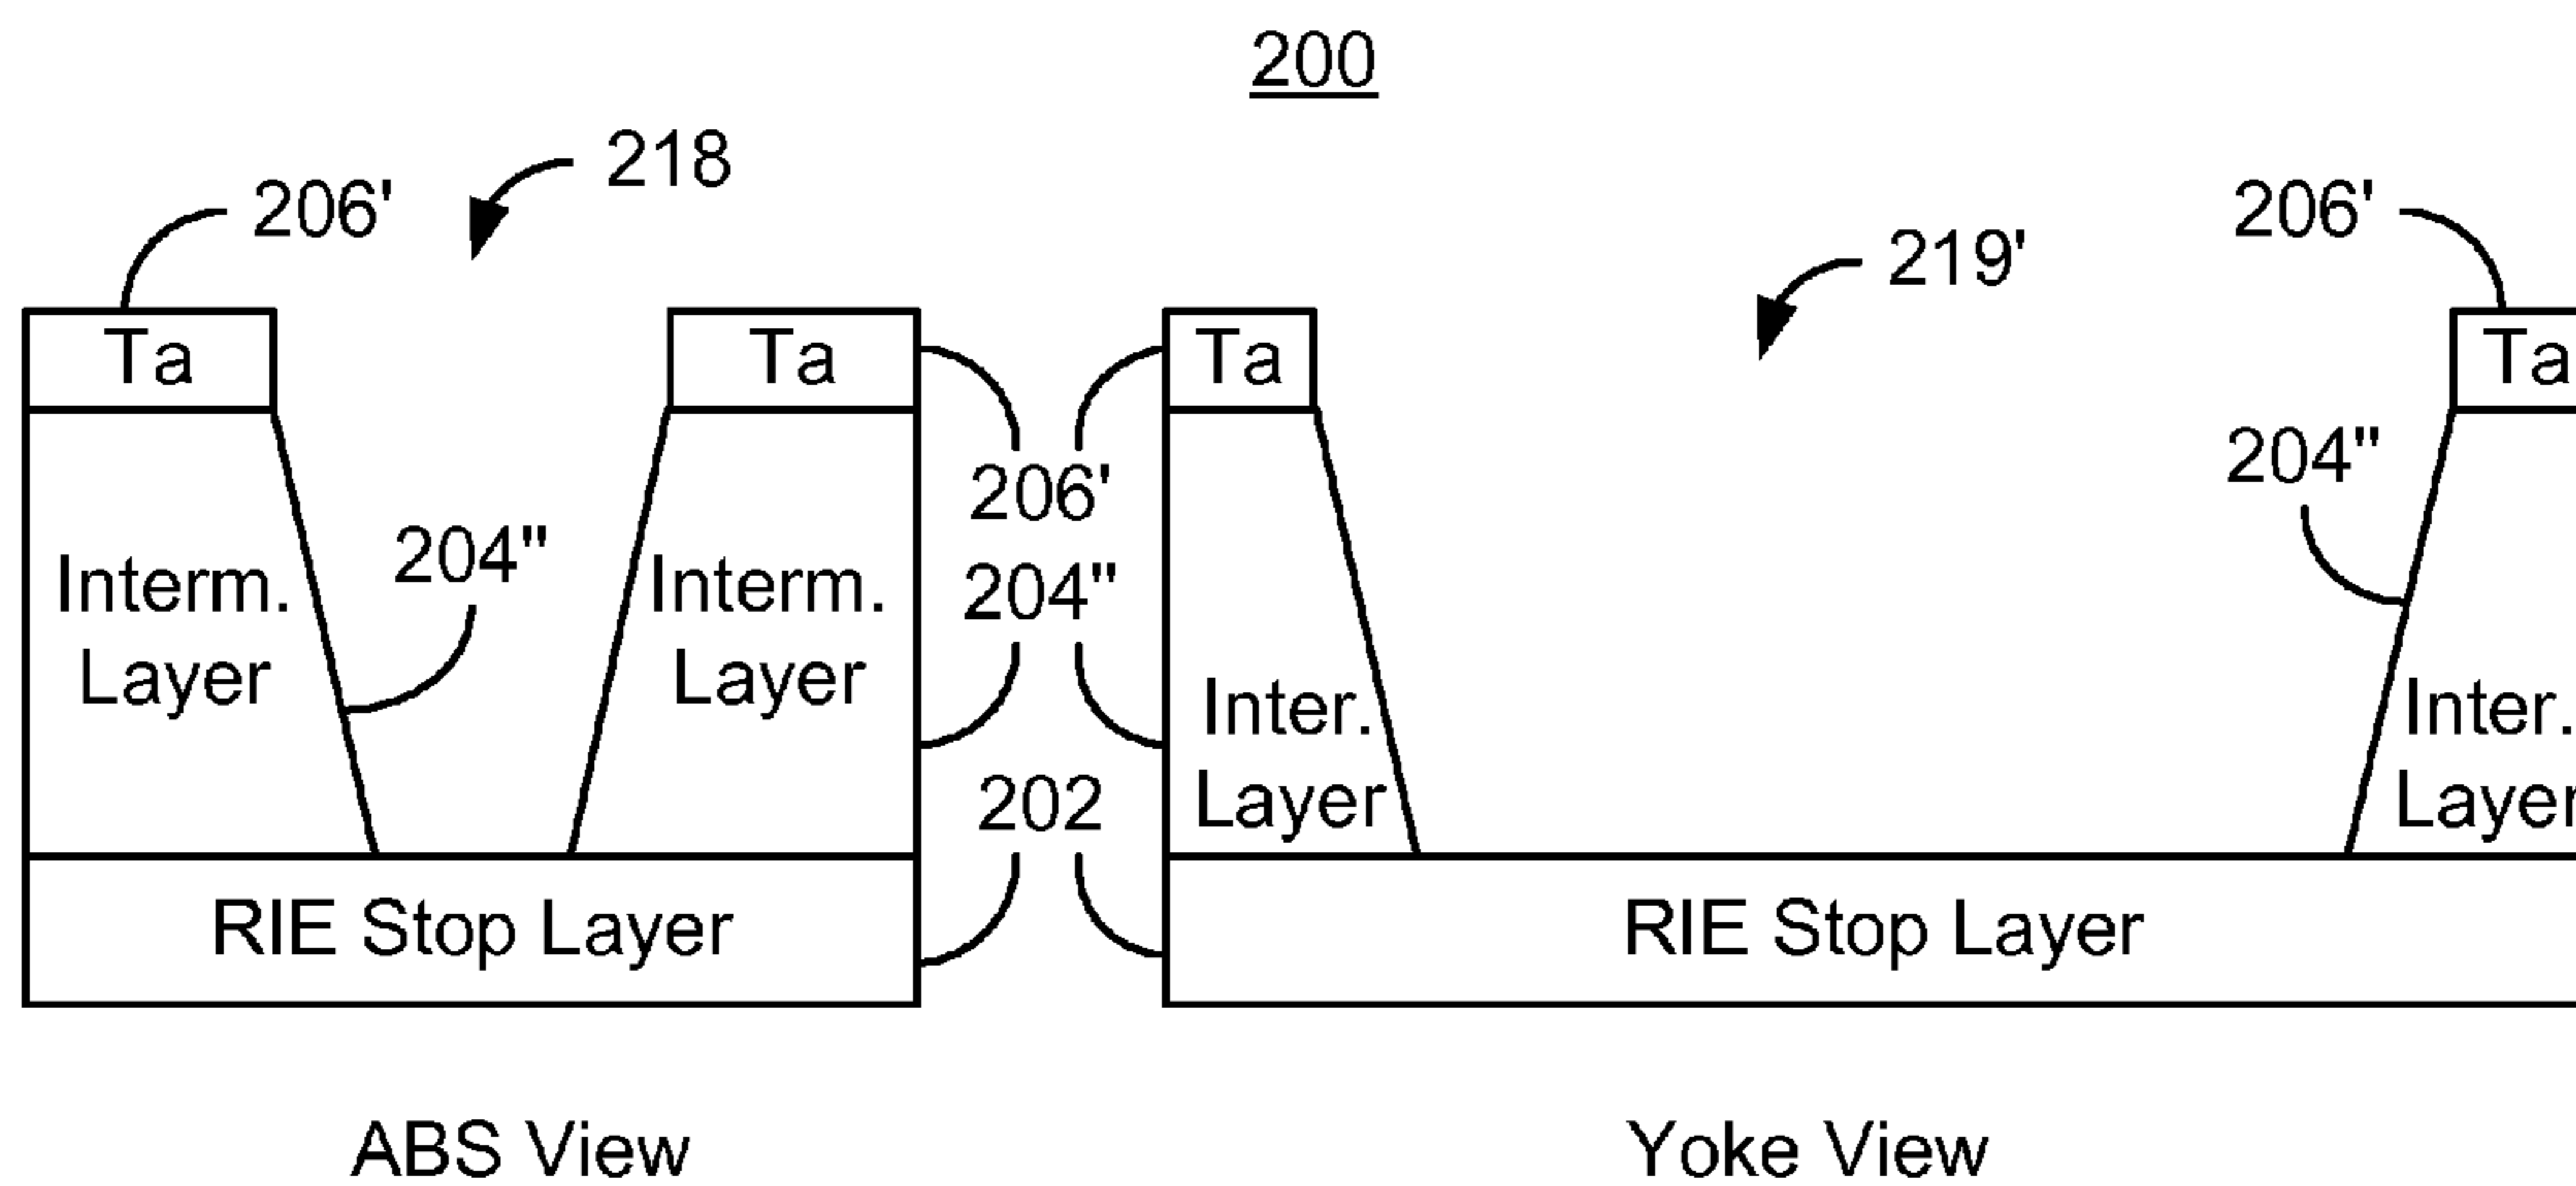 200
218
206'
206'
219'
Ta
Ta
Ta
Ta
206'
204"
204"
204"
Interm.
Layer
Interm.
Layer
Inter.
Layer
Inter.
Layer
202
RIE Stop Layer
RIE Stop Layer
ABS View
Yoke View